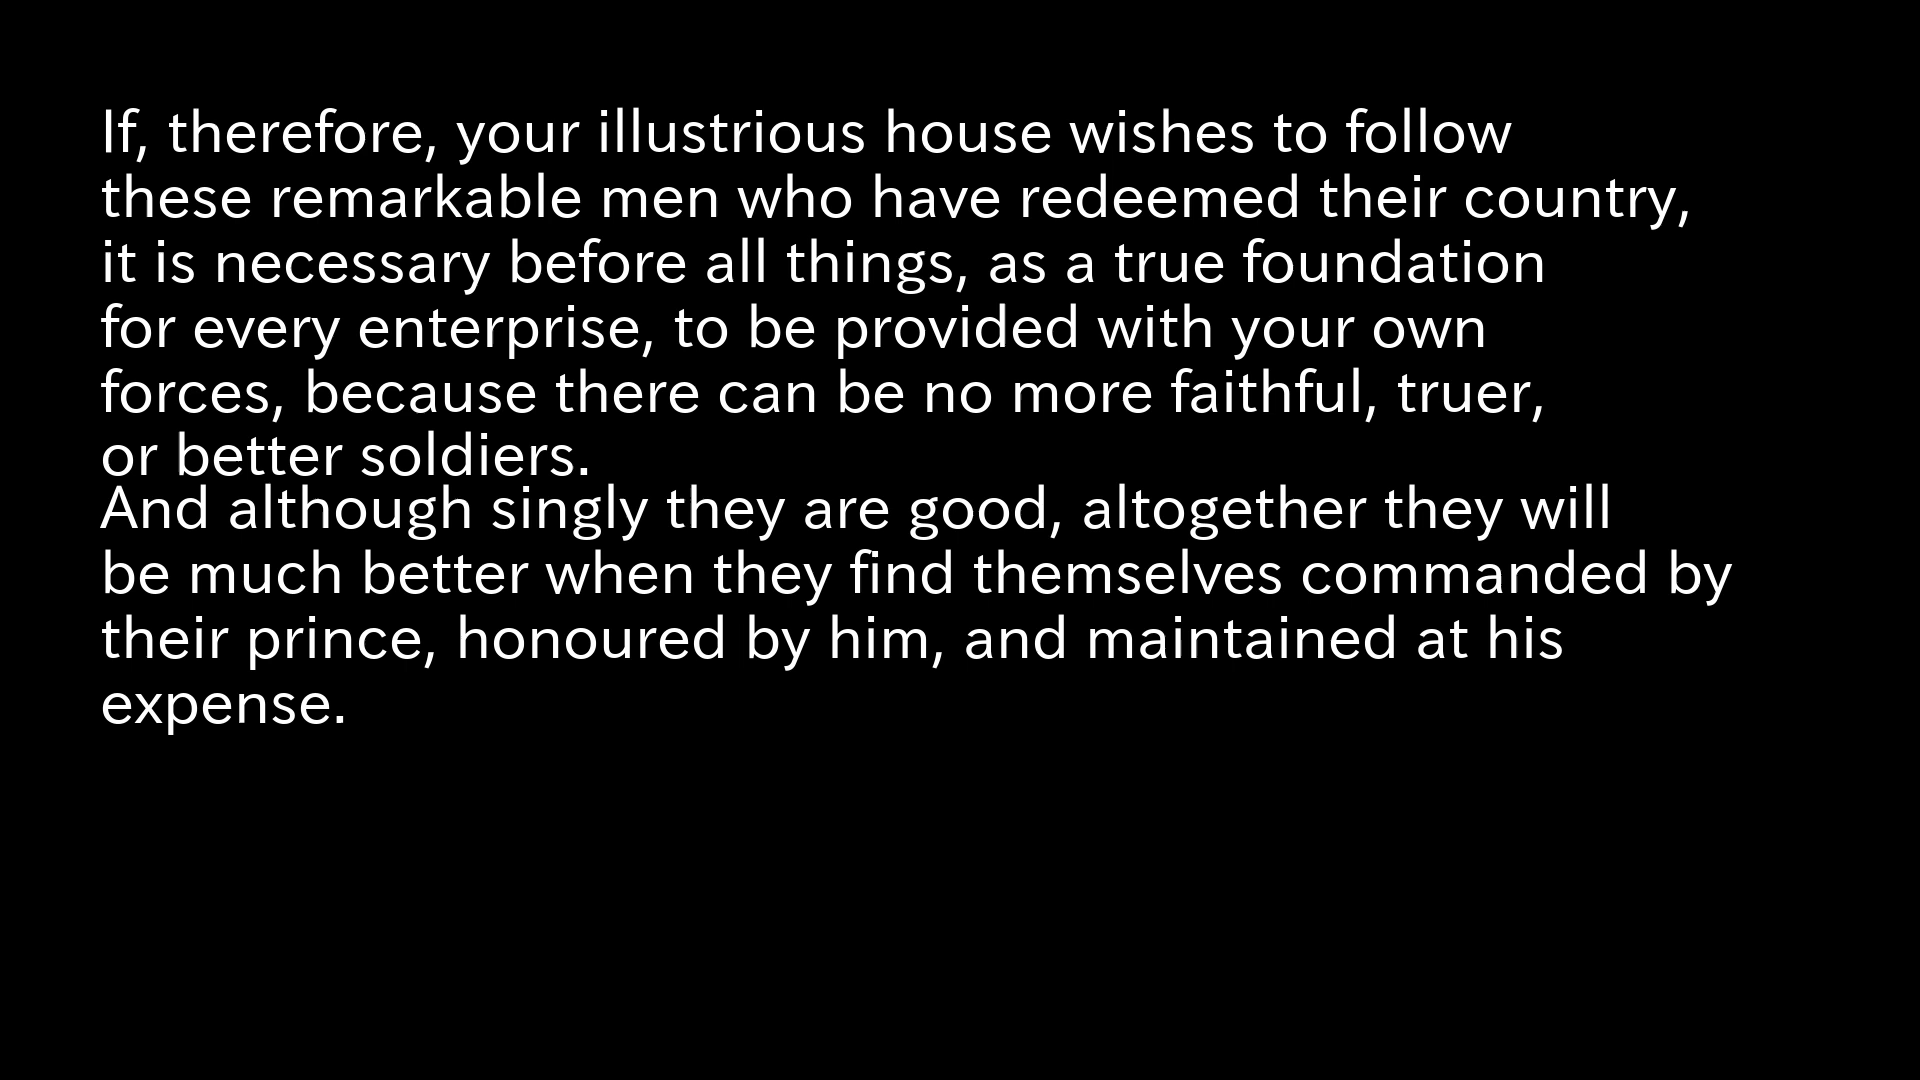 If, therefore, your illustrious house wishes to follow
these remarkable men who have redeemed their country,
it is necessary before all things, as a true foundation
for every enterprise, to be provided with your own
forces, because there can be no more faithful, truer,
or better soldiers.
And although singly they are good, altogether they will
be much better when they find themselves commanded by
their prince, honoured by him, and maintained at his
expense.